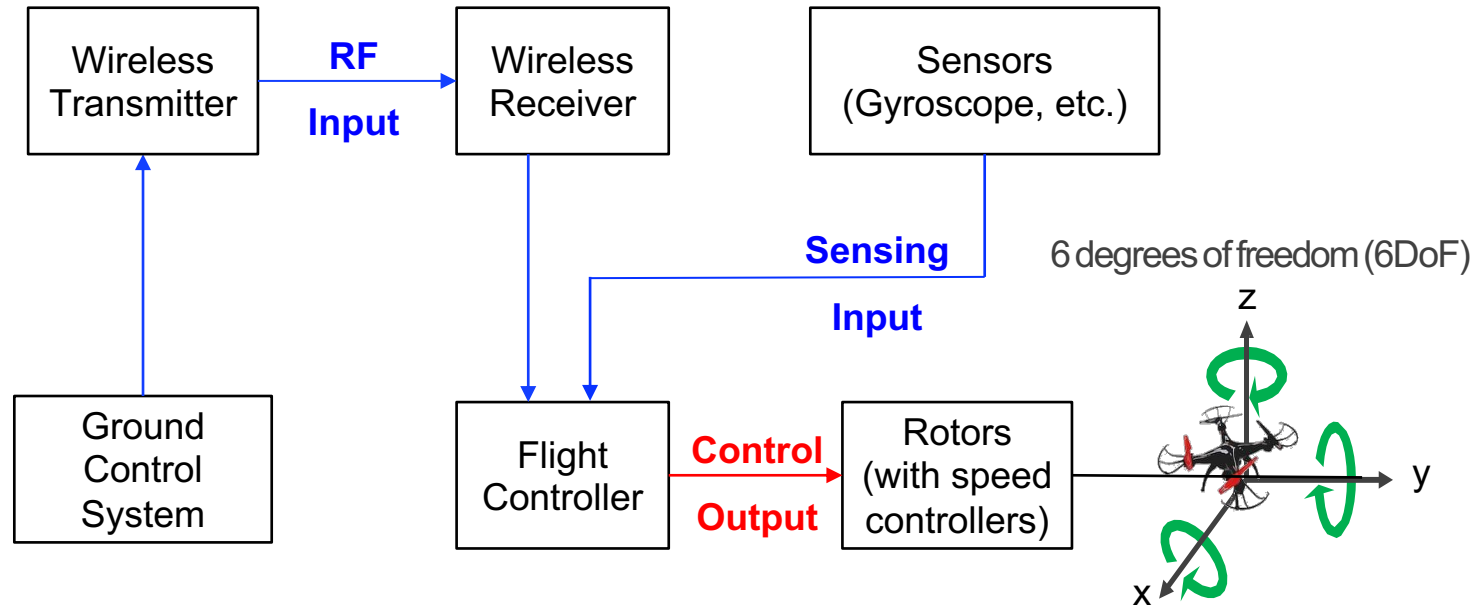 Wireless
Transmitter
RF
Input
Wireless
Receiver
Sensors
(Gyroscope, etc.)
Sensing
Input
6 degrees of freedom (6DoF)
z
y
x
Ground
Control
System
Flight
Controller
Control
Output
Rotors
(with speed
controllers)